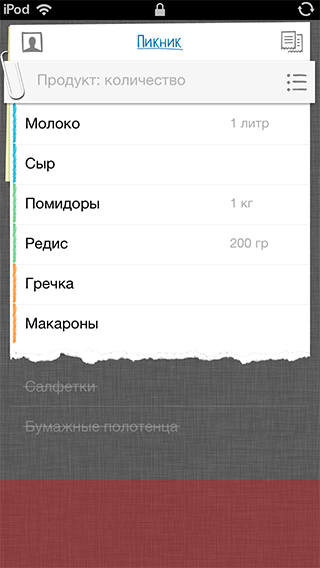 iPod
Пикник
Продукт: количество
Молоко 1 литр
Сыр
Помидоры 1 кг
Редис 200 гр
Гречка
Макароны
Салфетки
Бумажные полотенца